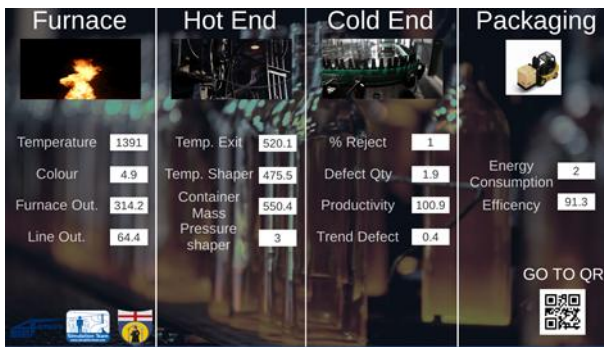 Furnace
Temperature 1391
Colour 4.9
Furnace Out. 314.2
Line Out. 64.4
Hot End
Temp. Exit 520.1
Temp. Shaper 475.5
Container
Mass 550.4
Pressure
shaper 3
Cold End
% Reject 1
Defect Qty 1.9
Productivity 100.9
Trend Defect 0.4
Packaging
Energy
Consumption 2
Efficency 91.3
GO TO QR
Simulation Team